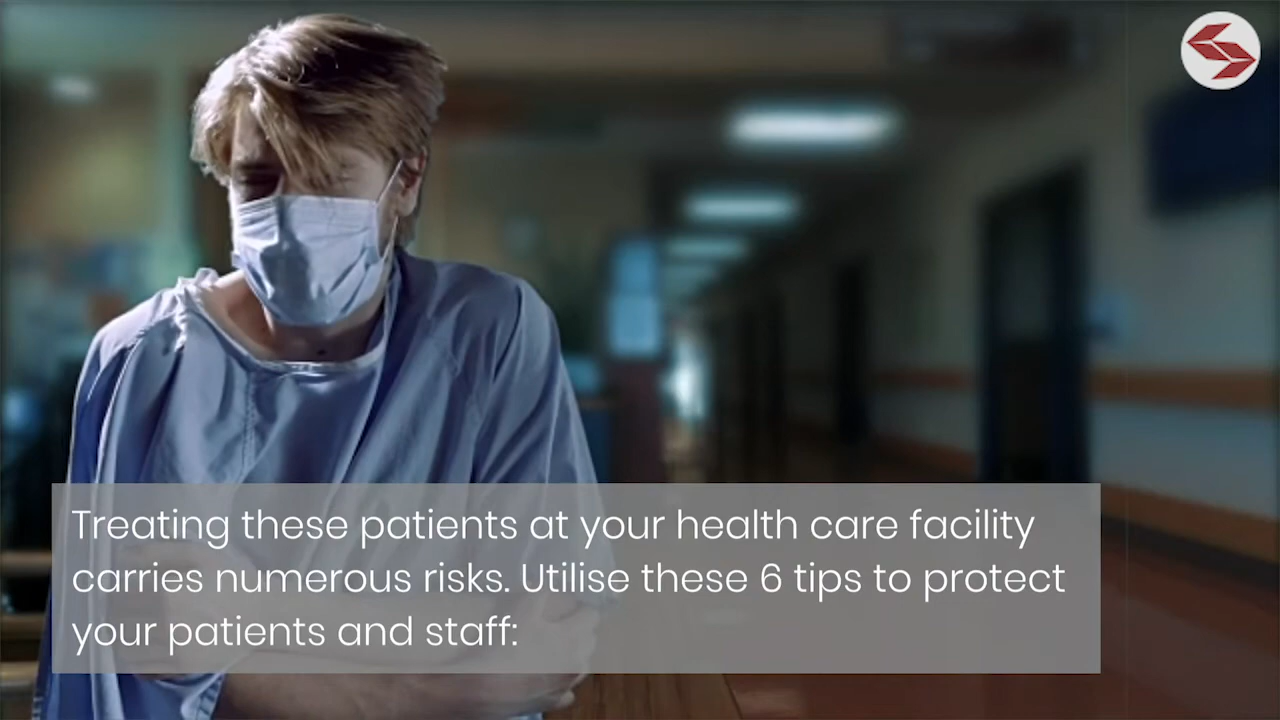 Treating these patients at your health care facility
carries numerous risks. Utilise these 6 tips to protect
your patients and staff: